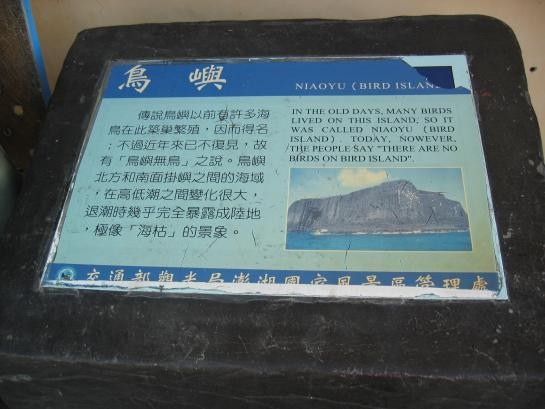 鳥嶼
NIAOYU (BIRD ISLAN
傳說鳥嶼以前有許多海
鳥在此築巢繁殖，因而得名
；不過近年來已不復見，故
有「鳥嶼無鳥」之說。鳥嶼
北方和南面掛嶼之間的海域
，在高低潮之間變化很大，
退潮時幾乎完全暴露成陸地
，極像「海枯」的景象。
IN THE OLD DAYS, MANY BIRDS
LIVED ON THIS ISLAND, SO IT
WAS CALLED NIAOYU (BIRD
ISLAND). TODAY, NOWEVER,
THE PEOPLE SAY "THERE ARE NO
BIRDS ON BIRD ISLAND".
交通部觀光局澎湖國家風景區管理處